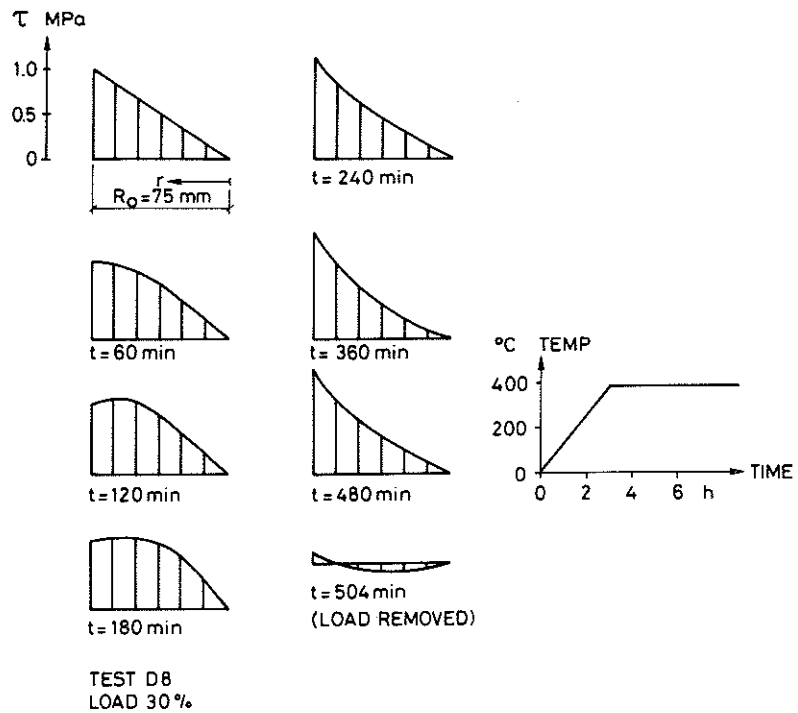 τ MPa
1.0
0.5
0
r
R₀=75 mm
t=60 min
t=120 min
t=180 min
TEST D8
LOAD 30 %
t=240 min
t=360 min
t=480 min
t=504 min
(LOAD REMOVED)
°C TEMP
400
200
0
0 2 4 6 h
TIME